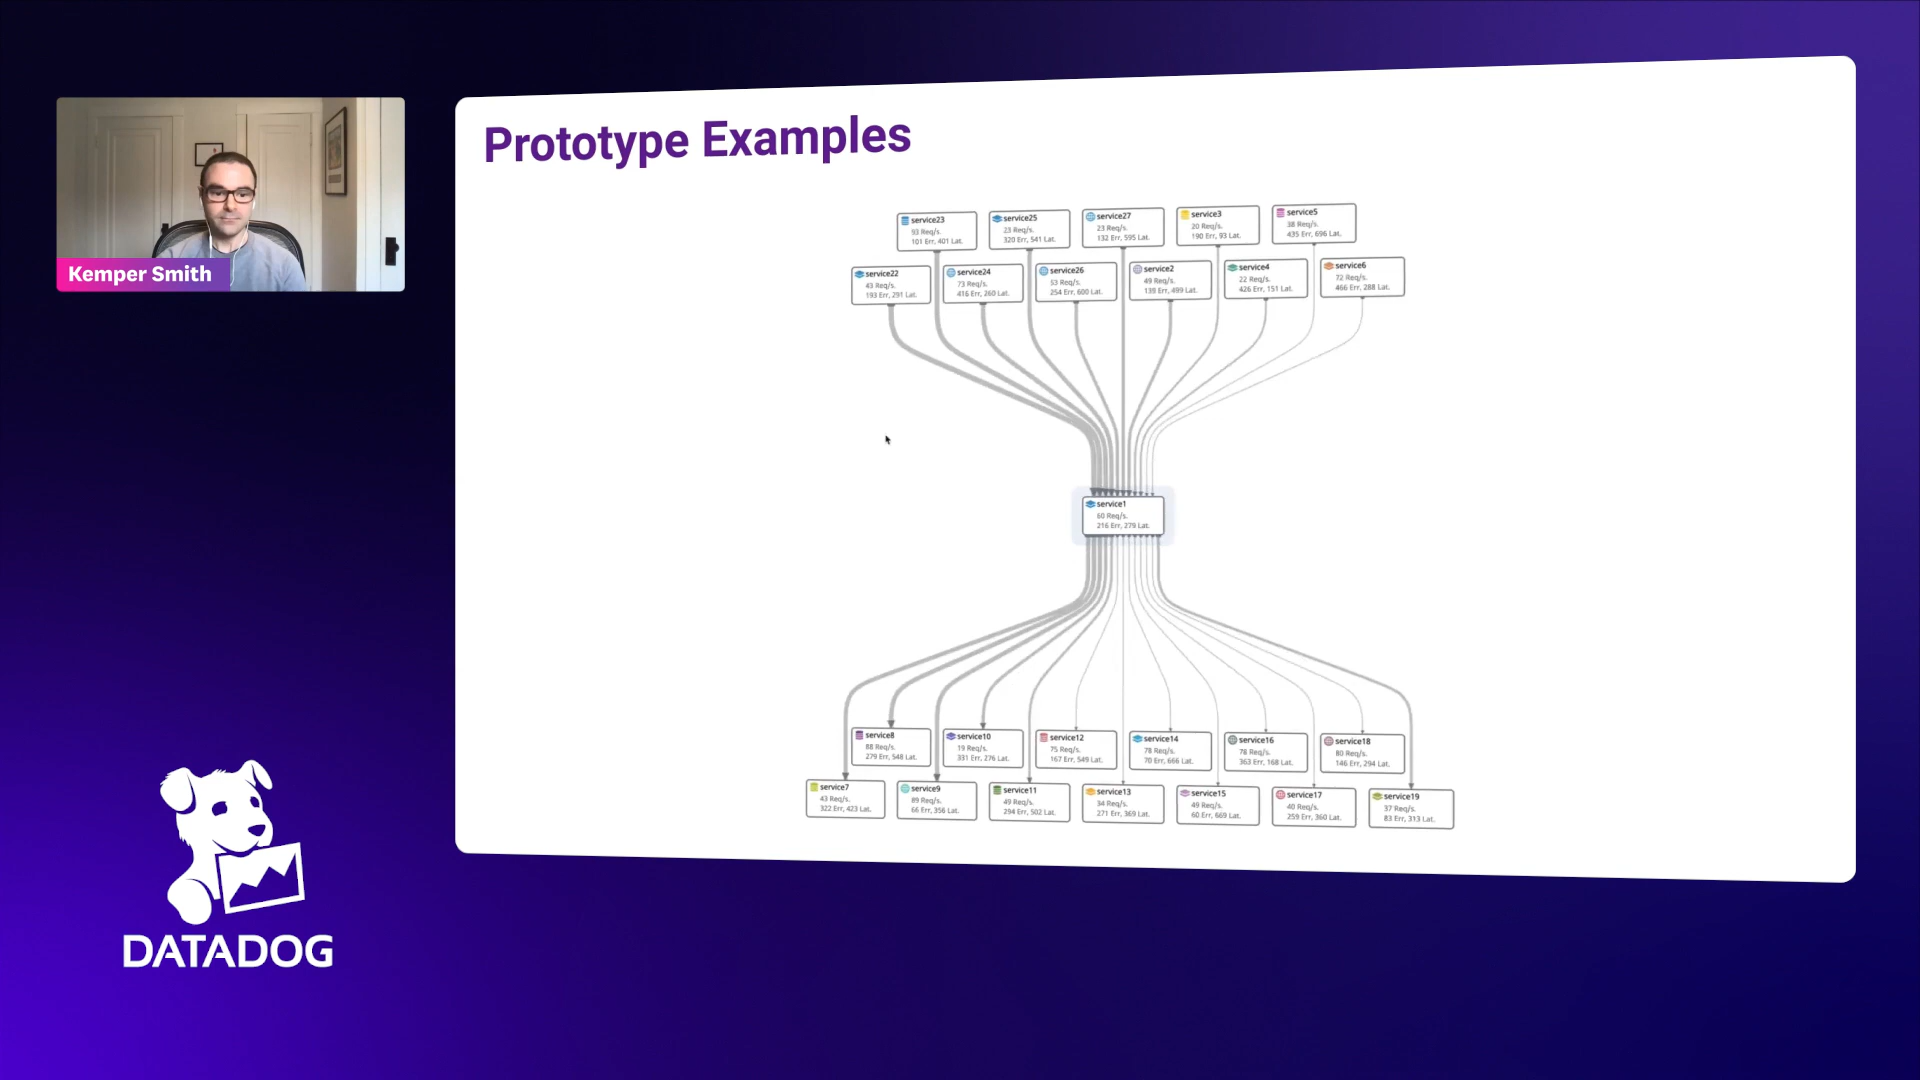 Prototype Examples
Kemper Smith
service23
93 Req/s.
101 Err, 401 Lat.
service25
23 Req/s.
320 Err, 541 Lat.
service27
23 Req/s.
132 Err, 595 Lat.
service3
20 Req/s.
190 Err, 93 Lat.
service5
38 Req/s.
435 Err, 696 Lat.
service22
43 Req/s.
193 Err, 291 Lat.
service24
73 Req/s.
416 Err, 260 Lat.
service26
53 Req/s.
254 Err, 600 Lat.
service2
49 Req/s.
139 Err, 499 Lat.
service4
22 Req/s.
426 Err, 151 Lat.
service6
72 Req/s.
466 Err, 288 Lat.
service1
60 Req/s.
216 Err, 279 Lat.
service8
88 Req/s.
279 Err, 548 Lat.
service10
19 Req/s.
331 Err, 276 Lat.
service12
75 Req/s.
167 Err, 549 Lat.
service14
78 Req/s.
70 Err, 666 Lat.
service16
78 Req/s.
363 Err, 168 Lat.
service18
80 Req/s.
146 Err, 294 Lat.
service7
43 Req/s.
322 Err, 423 Lat.
service9
89 Req/s.
66 Err, 356 Lat.
service11
49 Req/s.
294 Err, 502 Lat.
service13
34 Req/s.
271 Err, 369 Lat.
service15
49 Req/s.
60 Err, 669 Lat.
service17
40 Req/s.
259 Err, 360 Lat.
service19
37 Req/s.
83 Err, 313 Lat.
DATADOG